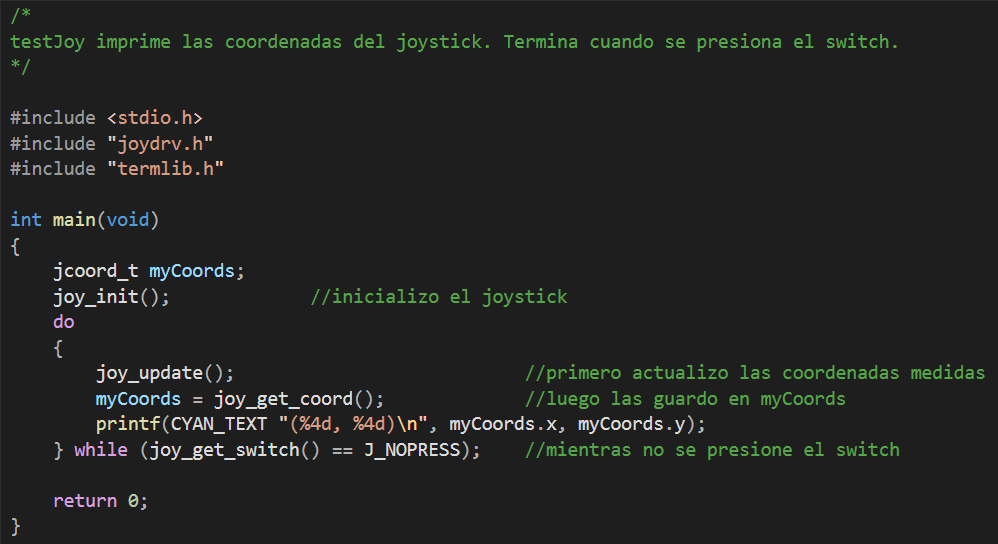 /*
testJoy imprime las coordenadas del joystick. Termina cuando se presiona el switch.
*/
#include <stdio.h>
#include "joydrv.h"
#include "termlib.h"
int main(void)
{
    jcoord_t myCoords;
    joy_init();             //inicializo el joystick
    do
    {
        joy_update();                           //primero actualizo las coordenadas medidas
        myCoords = joy_get_coord();             //luego las guardo en myCoords
        printf(CYAN_TEXT "(%4d, %4d)\n", myCoords.x, myCoords.y);
    } while (joy_get_switch() == J_NOPRESS);    //mientras no se presione el switch
    return 0;
}